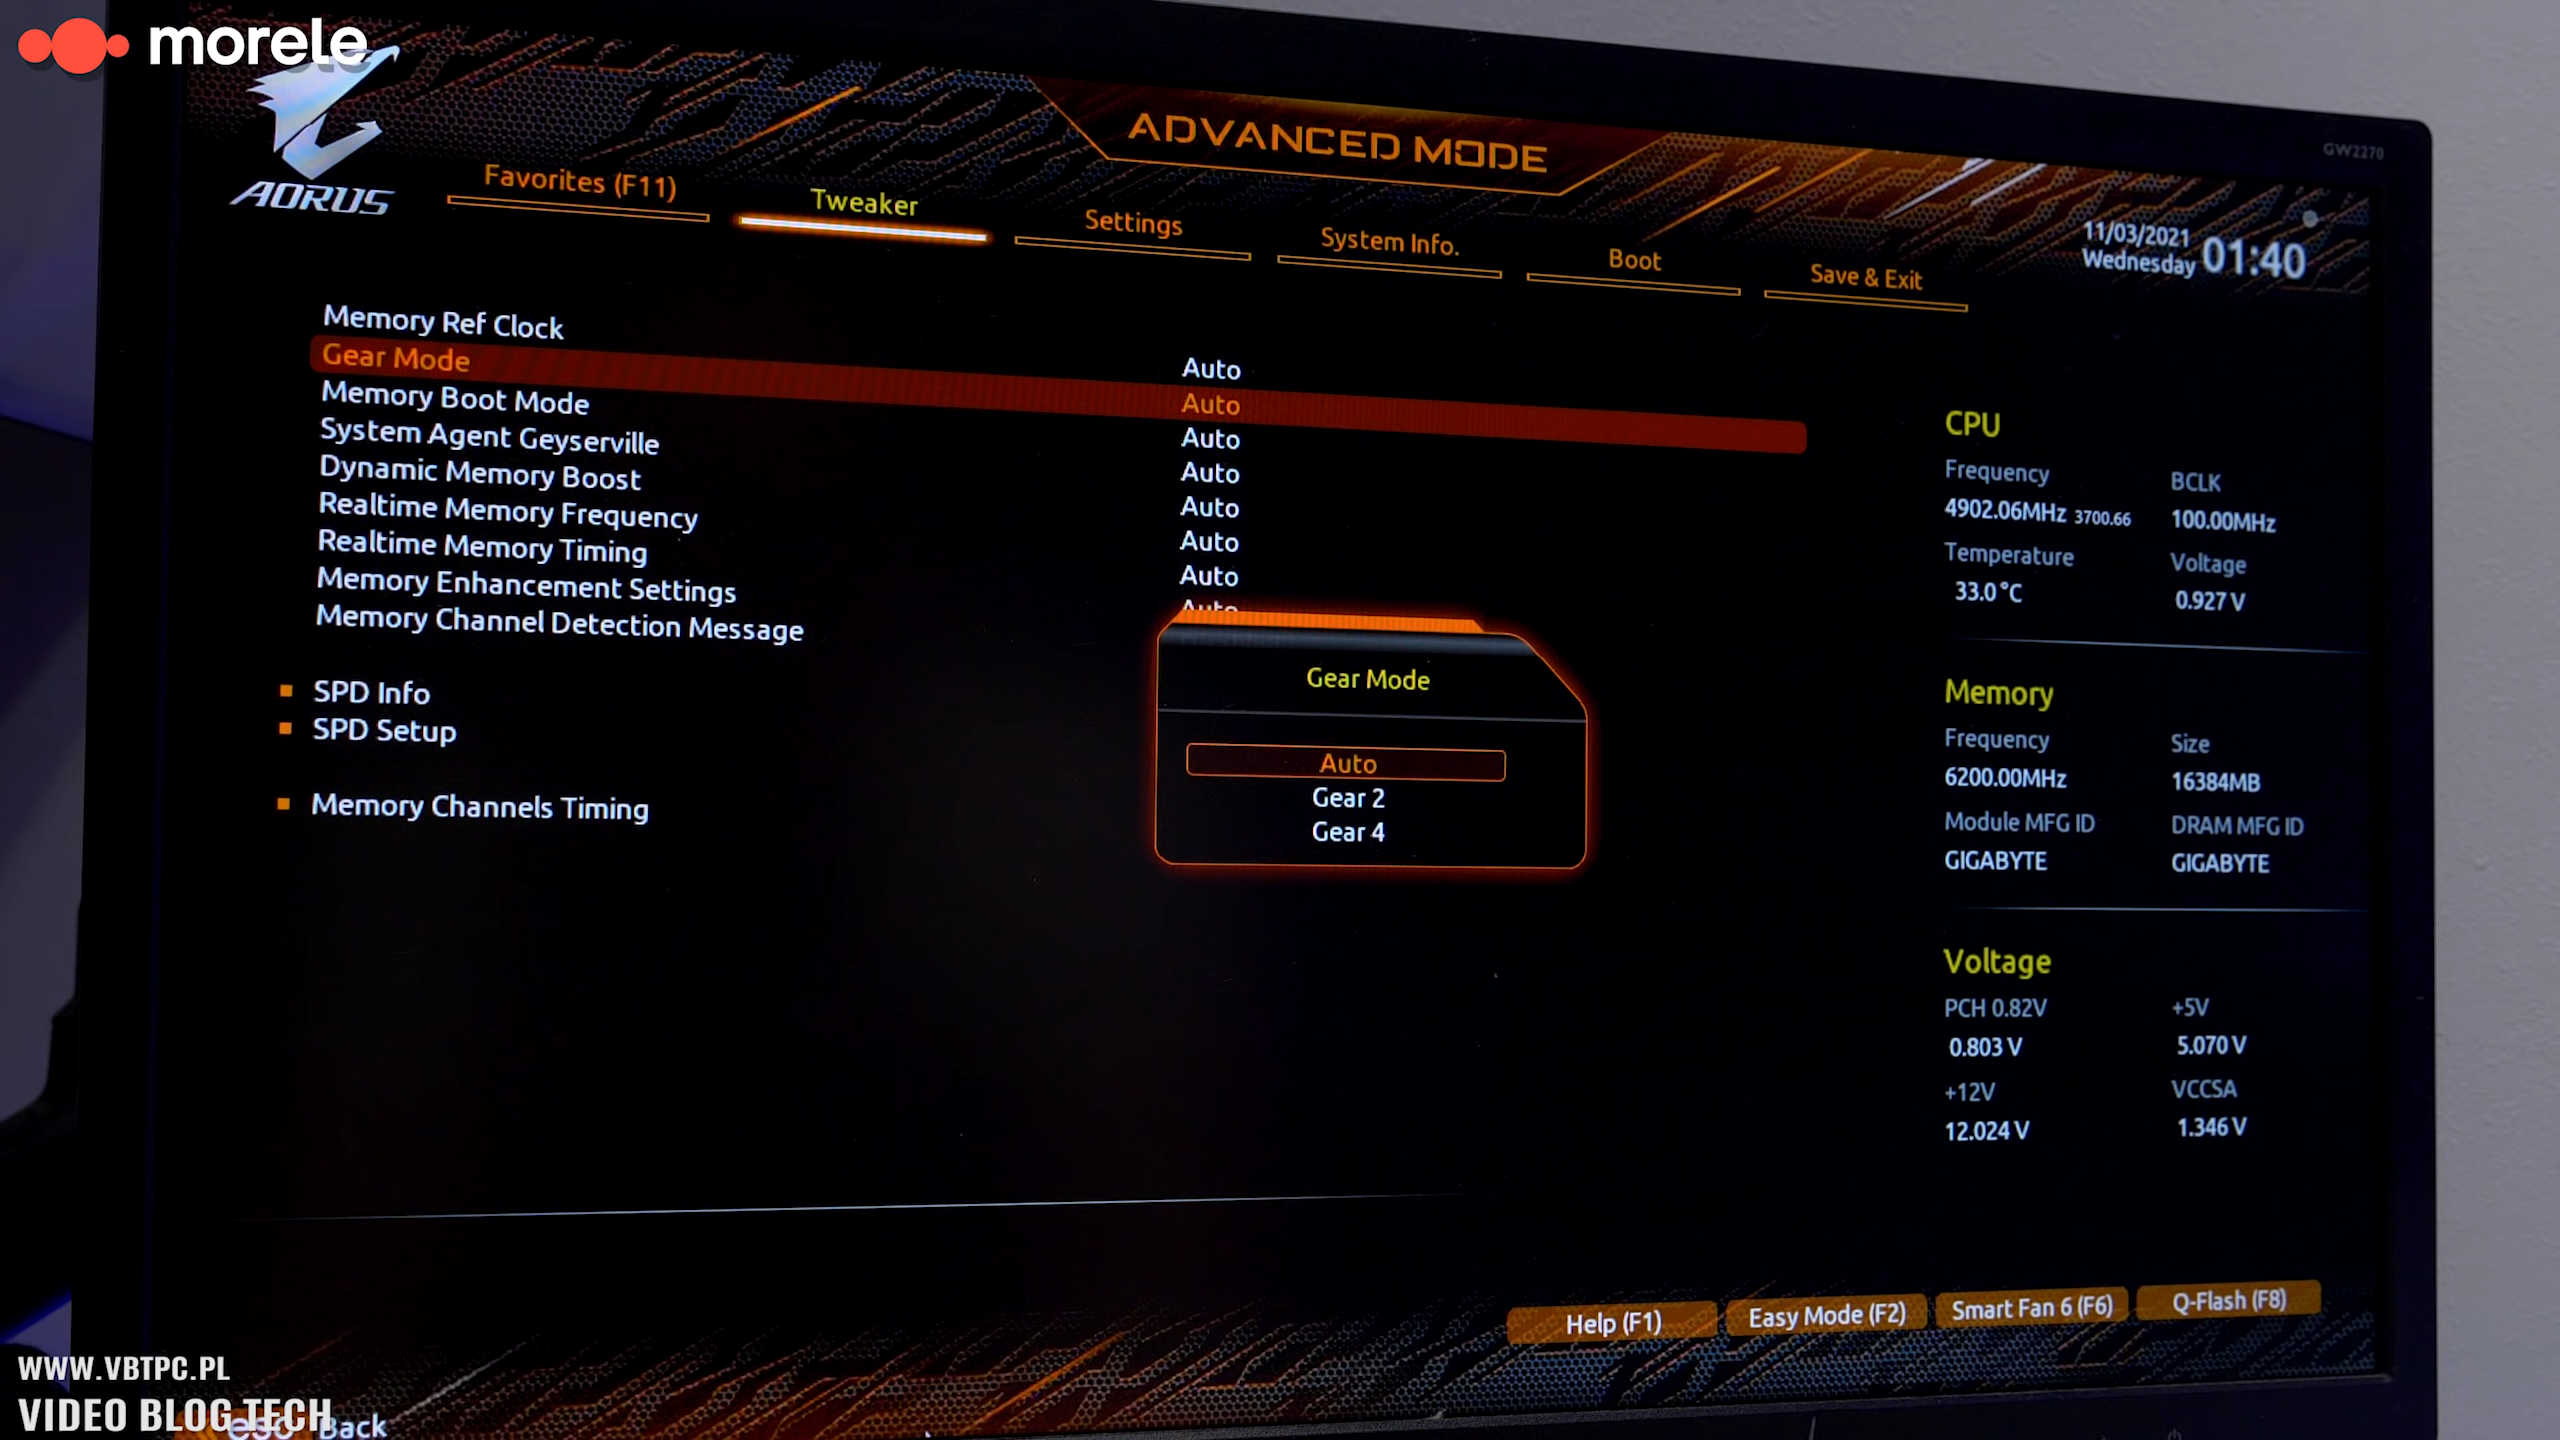 morele
AORUS
ADVANCED MODE
GW2270
Favorites (F11)
Tweaker
Settings
System Info.
Boot
Save & Exit
11/03/2021
Wednesday
01:40
Memory Ref Clock
Auto
Gear Mode
Auto
Memory Boot Mode
Auto
System Agent Geyserville
Auto
Dynamic Memory Boost
Auto
Realtime Memory Frequency
Auto
Realtime Memory Timing
Auto
Memory Enhancement Settings
Auto
Memory Channel Detection Message
SPD Info
SPD Setup
Memory Channels Timing
Gear Mode
Auto
Gear 2
Gear 4
CPU
Frequency BCLK
4902.06MHz 3700.66 100.00MHz
Temperature Voltage
33.0 °C 0.927 V
Memory
Frequency Size
6200.00MHz 16384MB
Module MFG ID DRAM MFG ID
GIGABYTE GIGABYTE
Voltage
PCH 0.82V +5V
0.803 V 5.070 V
+12V VCCSA
12.024 V 1.346 V
Help (F1)
Easy Mode (F2)
Smart Fan 6 (F6)
Q-Flash (F8)
WWW.VBTPC.PL
VIDEO BLOG TECH
esc Back